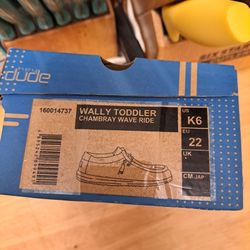 dude
160014737
WALLY TODDLER
CHAMBRAY WAVE RIDE
US
K6
EU
22
UK
CM JAP